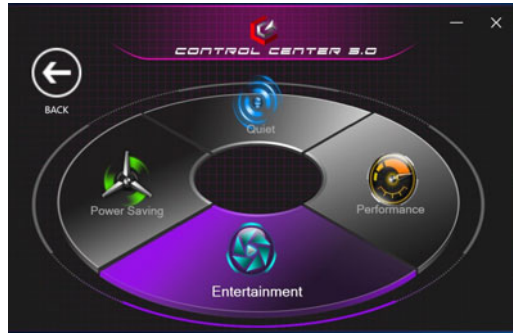 CONTROL CENTER 3.0
BACK
Quiet
Power Saving
Performance
Entertainment